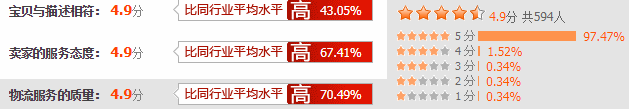 宝贝与描述相符： 4.9分 比同行业平均水平 高 43.05%
卖家的服务态度： 4.9分 比同行业平均水平 高 67.41%
物流服务的质量： 4.9分 比同行业平均水平 高 70.49%
4.9分 共594人
5分 97.47%
4分 1.52%
3分 0.34%
2分 0.34%
1分 0.34%